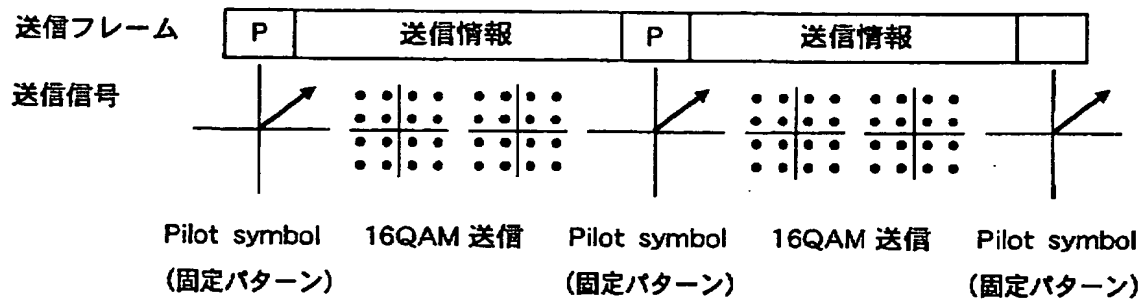 送信フレーム P 送信情報 P 送信情報
送信信号
Pilot symbol 16QAM 送信 Pilot symbol 16QAM 送信 Pilot symbol
(固定パターン) (固定パターン) (固定パターン)